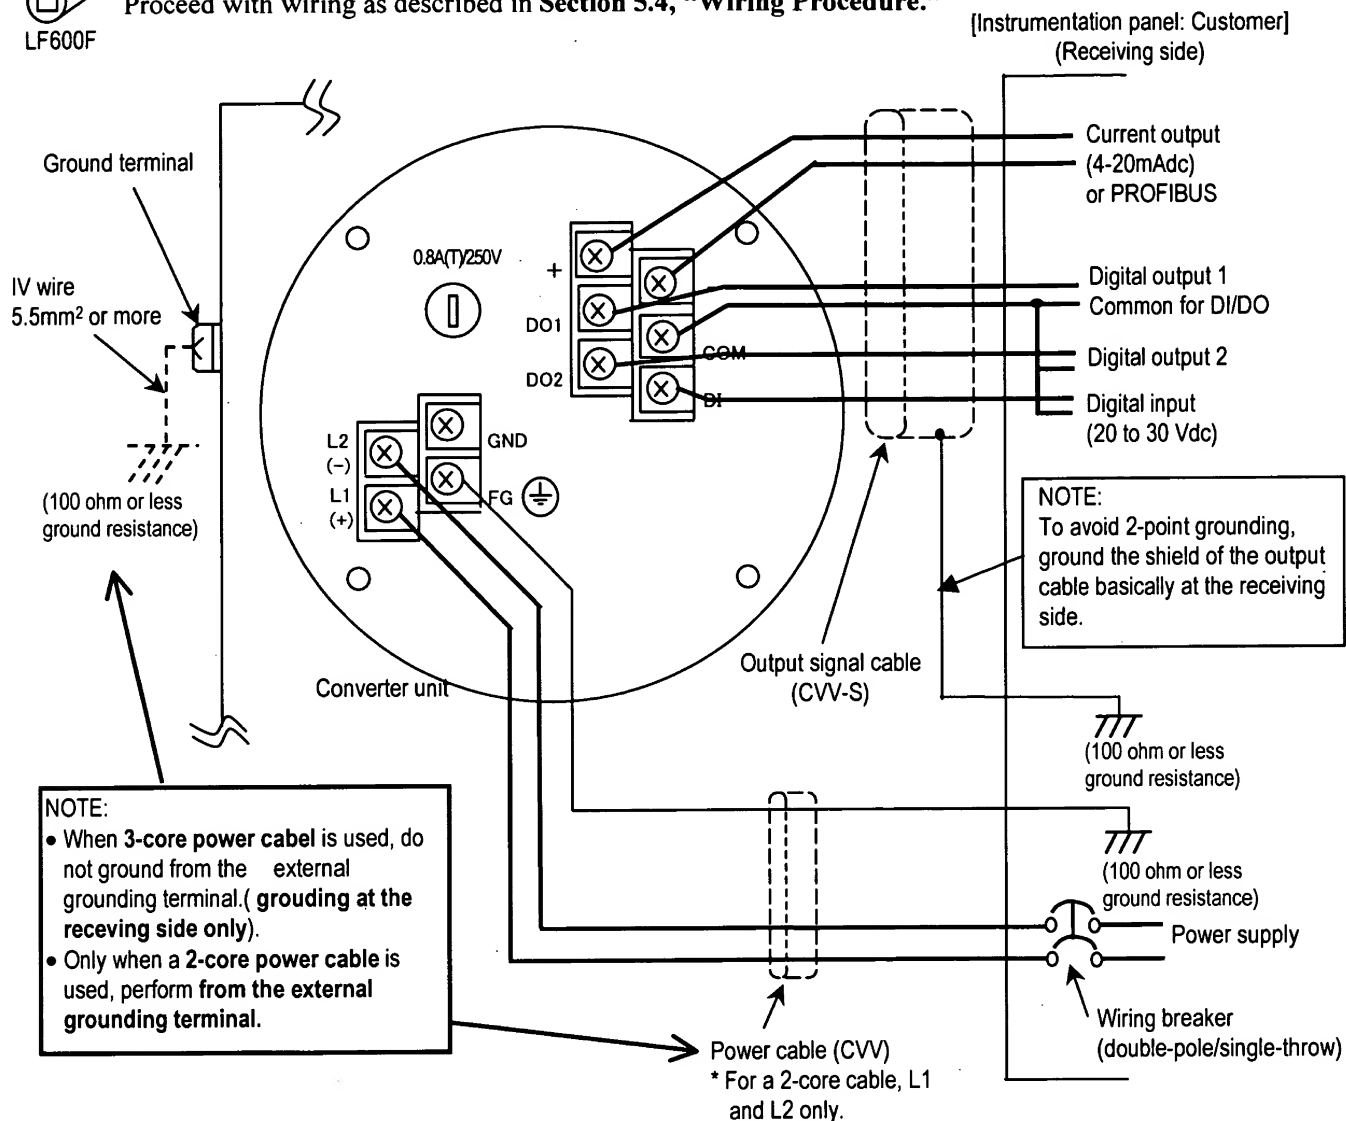 Proceed with wiring as described in Section 5.4, "Wiring Procedure."
LF600F
[Instrumentation panel: Customer]
(Receiving side)
Ground terminal
IV wire
5.5mm² or more
(100 ohm or less
ground resistance)
0.8A(T)/250V
+
DO1
DO2
COM
DI
L2
(−)
L1
(+)
GND
FG
Converter unit
Current output
(4-20mAdc)
or PROFIBUS
Digital output 1
Common for DI/DO
Digital output 2
Digital input
(20 to 30 Vdc)
NOTE:
To avoid 2-point grounding,
ground the shield of the output
cable basically at the receiving
side.
Output signal cable
(CVV-S)
(100 ohm or less
ground resistance)
(100 ohm or less
ground resistance)
Power supply
Wiring breaker
(double-pole/single-throw)
NOTE:
• When 3-core power cabel is used, do
not ground from the external
grounding terminal.( grouding at the
receving side only).
• Only when a 2-core power cable is
used, perform from the external
grounding terminal.
Power cable (CVV)
* For a 2-core cable, L1
and L2 only.